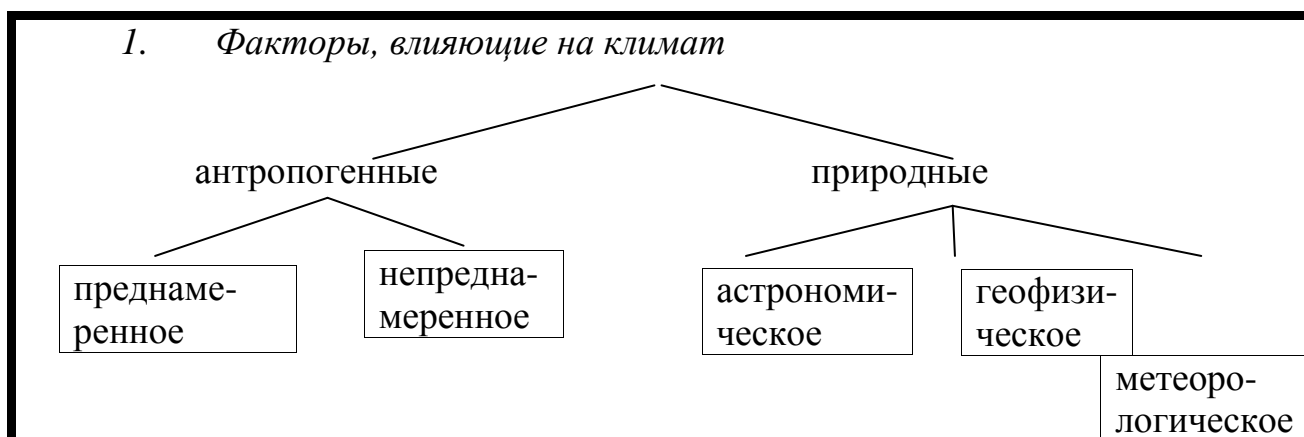 1. Факторы, влияющие на климат
антропогенные
природные
преднаме-
ренное
непредна-
меренное
астрономи-
ческое
геофизи-
ческое
метеоро-
логическое